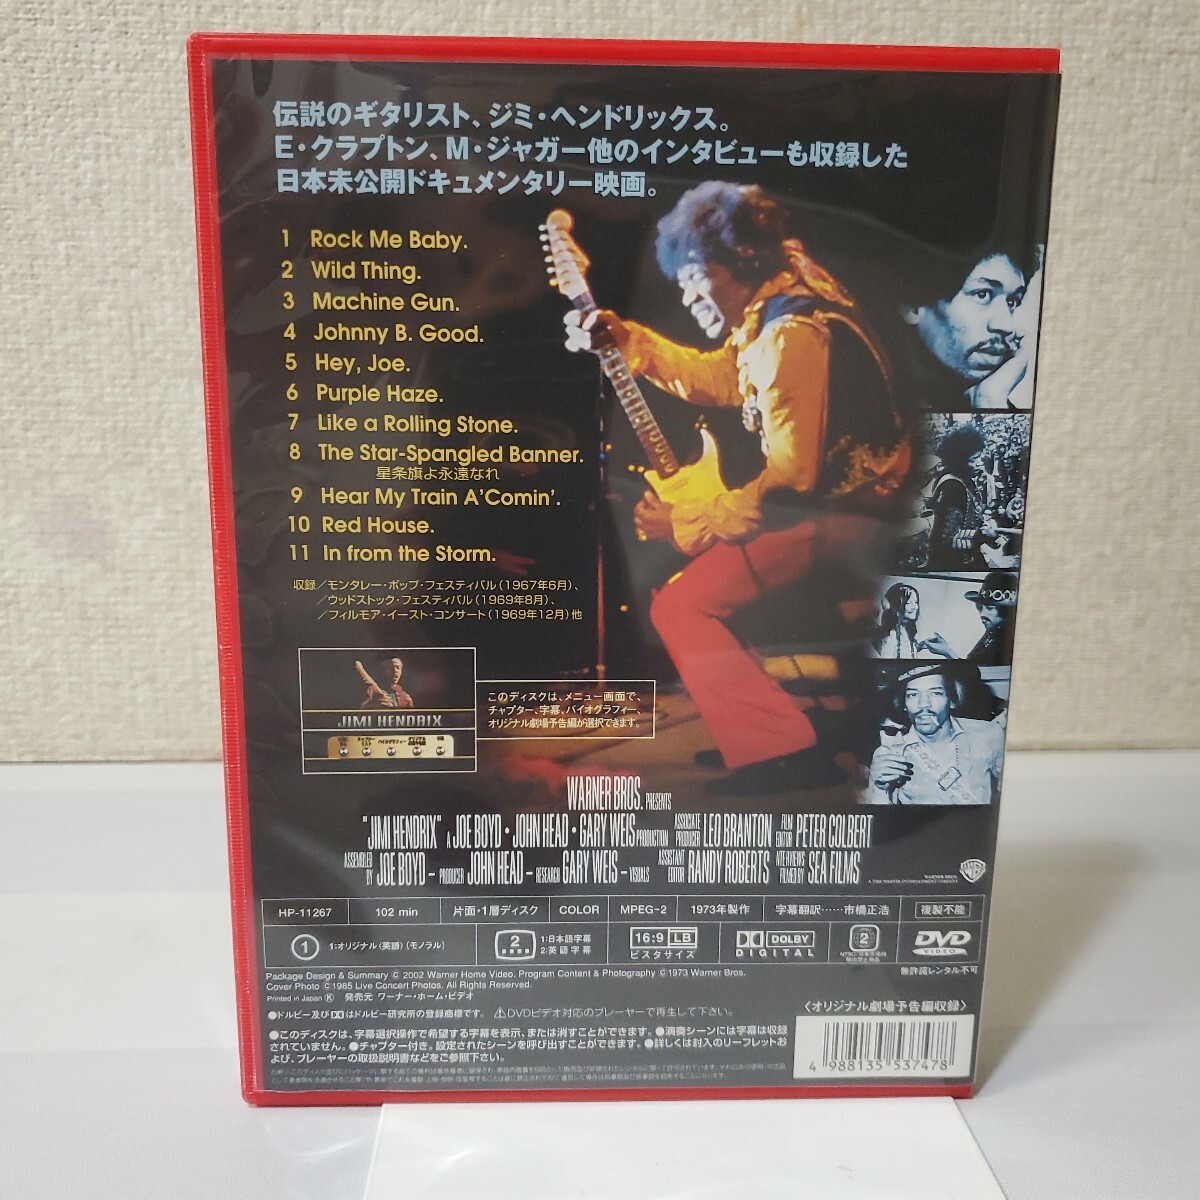 伝説のギタリスト、ジミ・ヘンドリックス。
E・クラプトン、M・ジャガー他のインタビューも収録した
日本未公開ドキュメンタリー映画。
1 Rock Me Baby.
2 Wild Thing.
3 Machine Gun.
4 Johnny B. Good.
5 Hey, Joe.
6 Purple Haze.
7 Like a Rolling Stone.
8 The Star-Spangled Banner.
星条旗よ永遠なれ
9 Hear My Train A'Comin'.
10 Red House.
11 In from the Storm.
収録／モンタレー・ポップ・フェスティバル（1967年6月）、
／ウッドストック・フェスティバル（1969年8月）、
／フィルモア・イースト・コンサート（1969年12月）他
JIMI HENDRIX
このディスクは、メニュー画面で、
チャプター、字幕、バイオグラフィー、
オリジナル劇場予告編が選択できます。
WARNER BROS. PRESENTS
"JIMI HENDRIX" A JOE BOYD・JOHN HEAD・GARY WEIS PRODUCTION ASSOCIATE PRODUCER LEO BRANTON FILM EDITOR PETER COLBERT
ASSEMBLED BY JOE BOYD – PRODUCER JOHN HEAD – RESEARCH GARY WEIS – VISUALS ASSISTANT EDITOR RANDY ROBERTS INTERVIEWS FILMED BY SEA FILMS
WARNER BROS.
A TIME WARNER ENTERTAINMENT COMPANY
HP-11267 102 min 片面・1層ディスク COLOR MPEG-2 1973年製作 字幕翻訳……市橋正浩 複製不能
1 1:オリジナル（英語）（モノラル） 2 1:日本語字幕 2:英語字幕 16:9 LB ビスタサイズ DOLBY DIGITAL 2 DVD VIDEO
無許諾レンタル不可
Package Design & Summary © 2002 Warner Home Video. Program Content & Photography © 1973 Warner Bros.
Cover Photo © 1985 Live Concert Photos. All Rights Reserved.
Printed in Japan Ⓚ 発売元 ワーナー・ホーム・ビデオ
●ドルビー及びDDはドルビー研究所の登録商標です。 ⚠DVDビデオ対応のプレーヤーで再生して下さい。
〈オリジナル劇場予告編収録〉
●このディスクは、字幕選択操作で希望する字幕を表示、または消すことができます。●演奏シーンには字幕は収録
されていません。●チャプター付き。設定されたシーンを呼び出すことができます。●詳しくは封入のリーフレットお
よび、プレーヤーの取扱説明書などをご参照下さい。
4 988135 537478